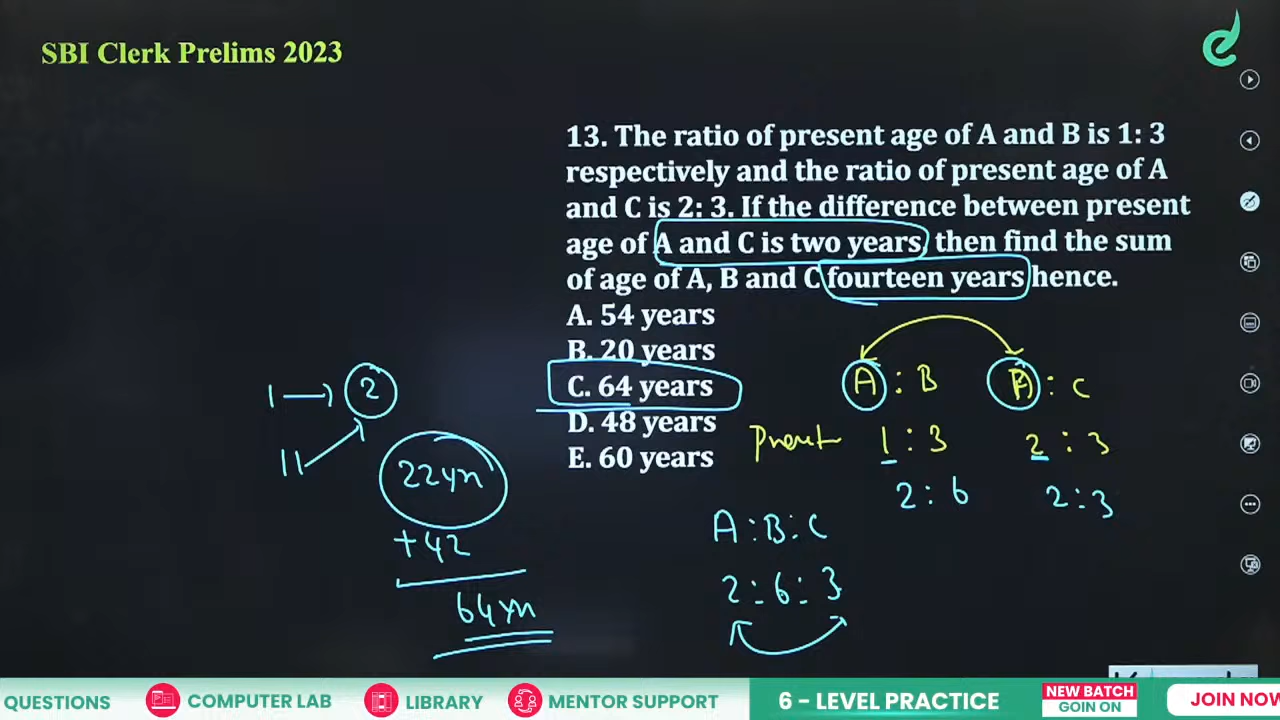 SBI Clerk Prelims 2023
13. The ratio of present age of A and B is 1: 3
respectively and the ratio of present age of A
and C is 2: 3. If the difference between present
age of A and C is two years, then find the sum
of age of A, B and C fourteen years hence.
A. 54 years
B. 20 years
C. 64 years
D. 48 years
E. 60 years
A : B
A : C
1 : 3
2 : 3
2 : 6
2 : 3
A : B : C
2 : 6 : 3
1 → 2
11
22
+ 42
64
QUESTIONS
COMPUTER LAB
LIBRARY
MENTOR SUPPORT
6 - LEVEL PRACTICE
NEW BATCH
GOIN ON
JOIN NOW